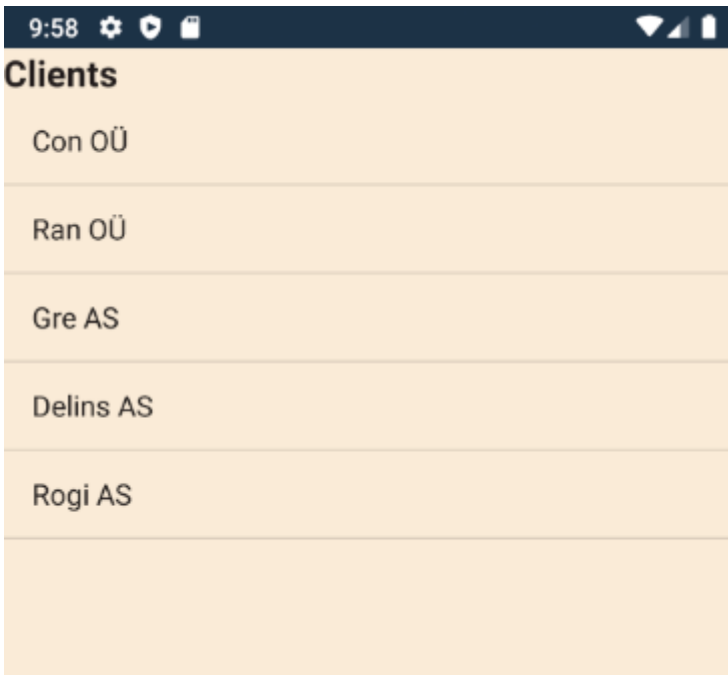 9:58
Clients
Con OÜ
Ran OÜ
Gre AS
Delins AS
Rogi AS